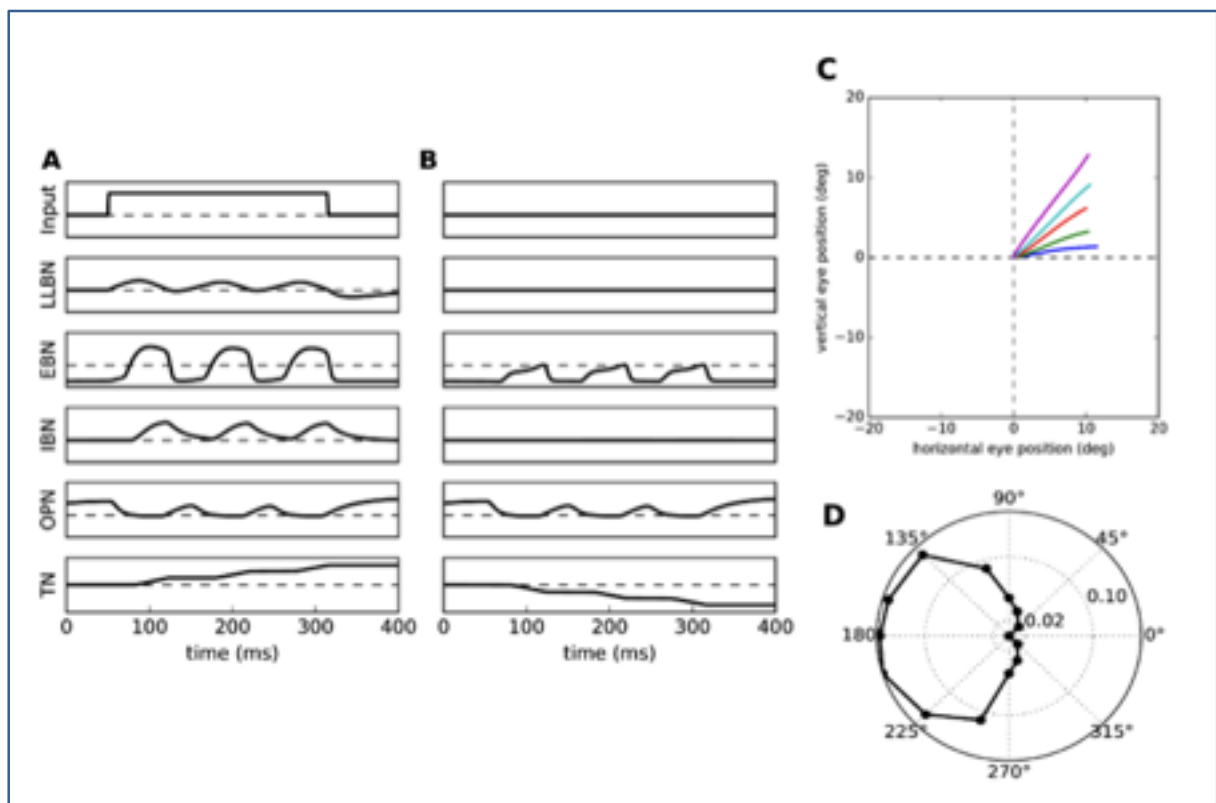 A
B
Input
LLBN
EBN
IBN
OPN
TN
0 100 200 300 400
time (ms)
0 100 200 300 400
time (ms)
C
20
10
0
−10
−20
−20 −10 0 10 20
vertical eye position (deg)
horizontal eye position (deg)
D
90°
135° 45°
0.10
0.02
180° 0°
225° 315°
270°